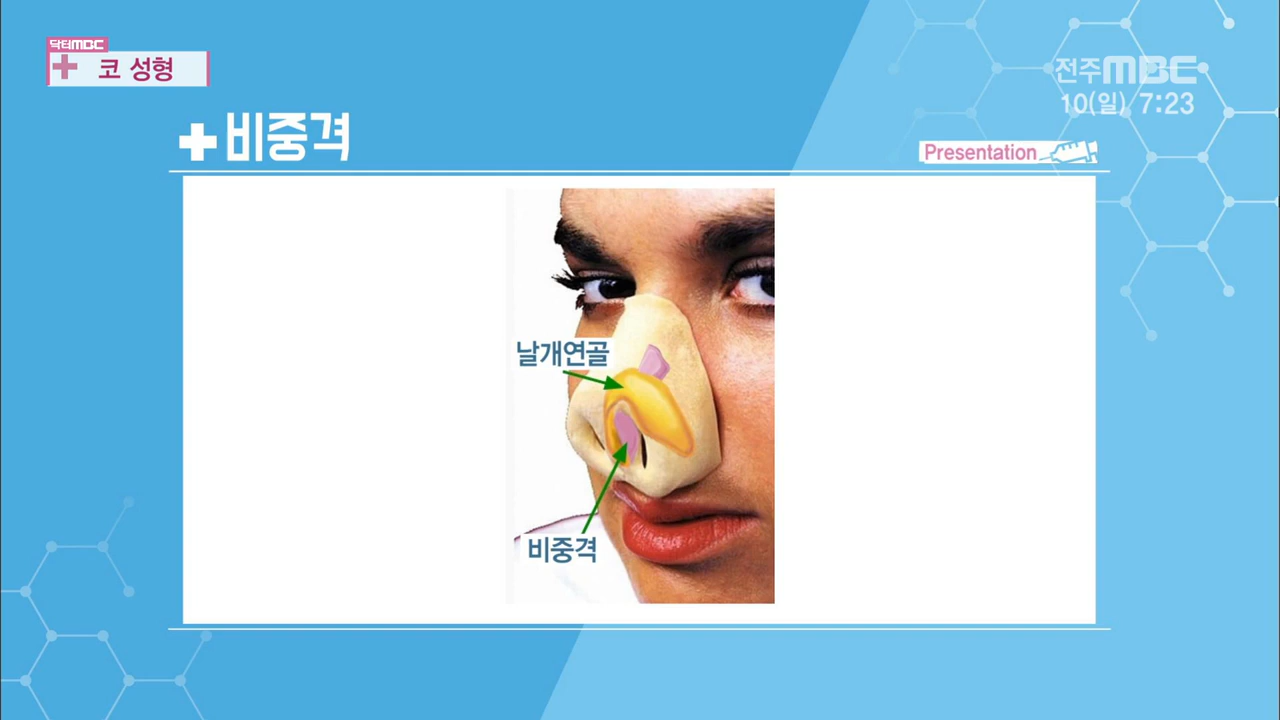 닥터MBC
코 성형
전주MBC
10(일) 7:23
비중격
Presentation
날개연골
비중격